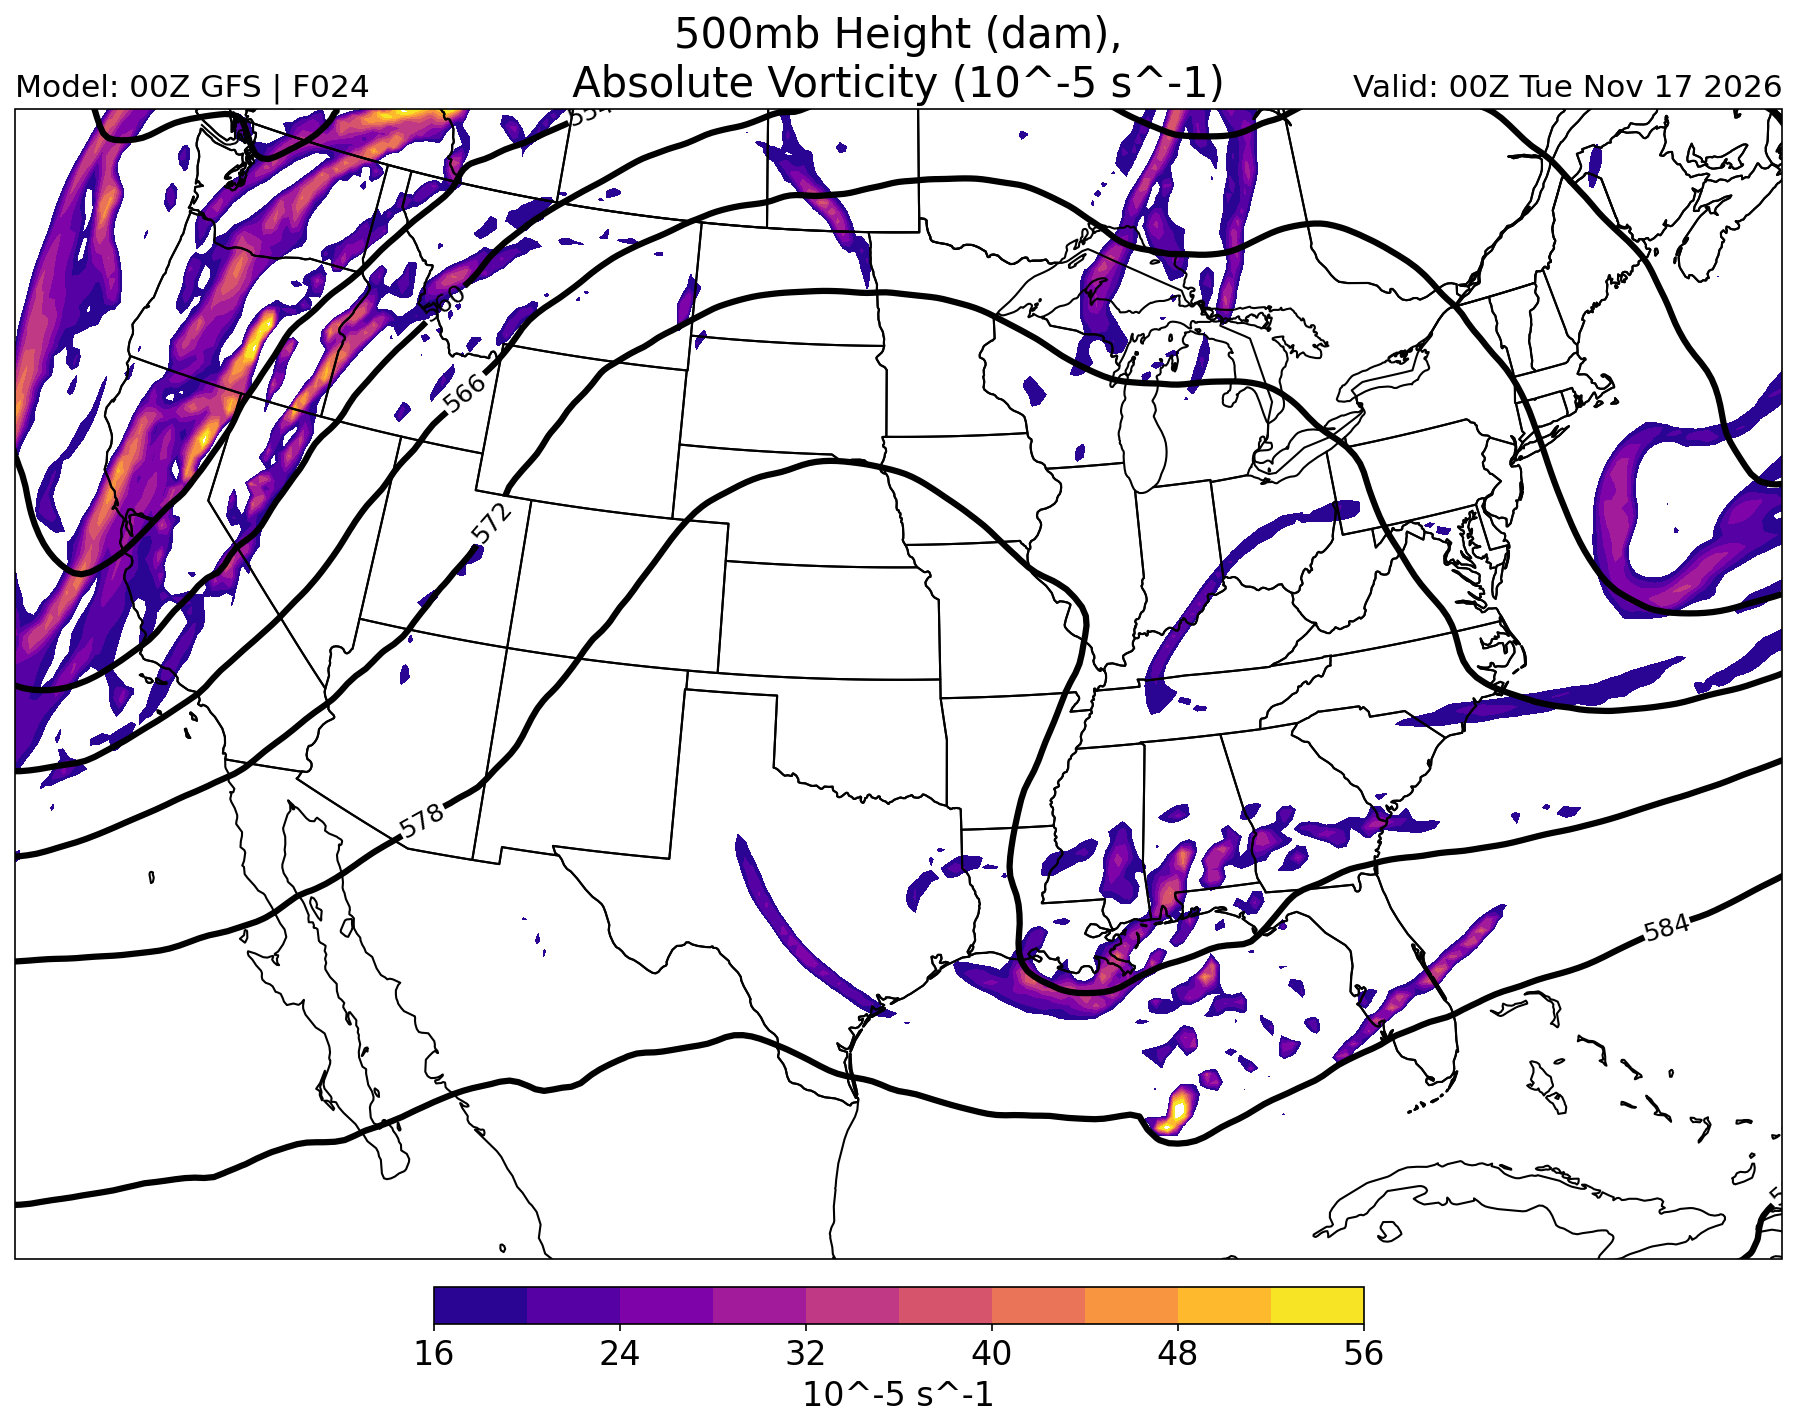 500mb Height (dam),
Model: 00Z GFS | F024
Absolute Vorticity (10^-5 s^-1)
Valid: 00Z Tue Nov 17 2026
560
566
572
578
584
16 24 32 40 48 56
10^-5 s^-1